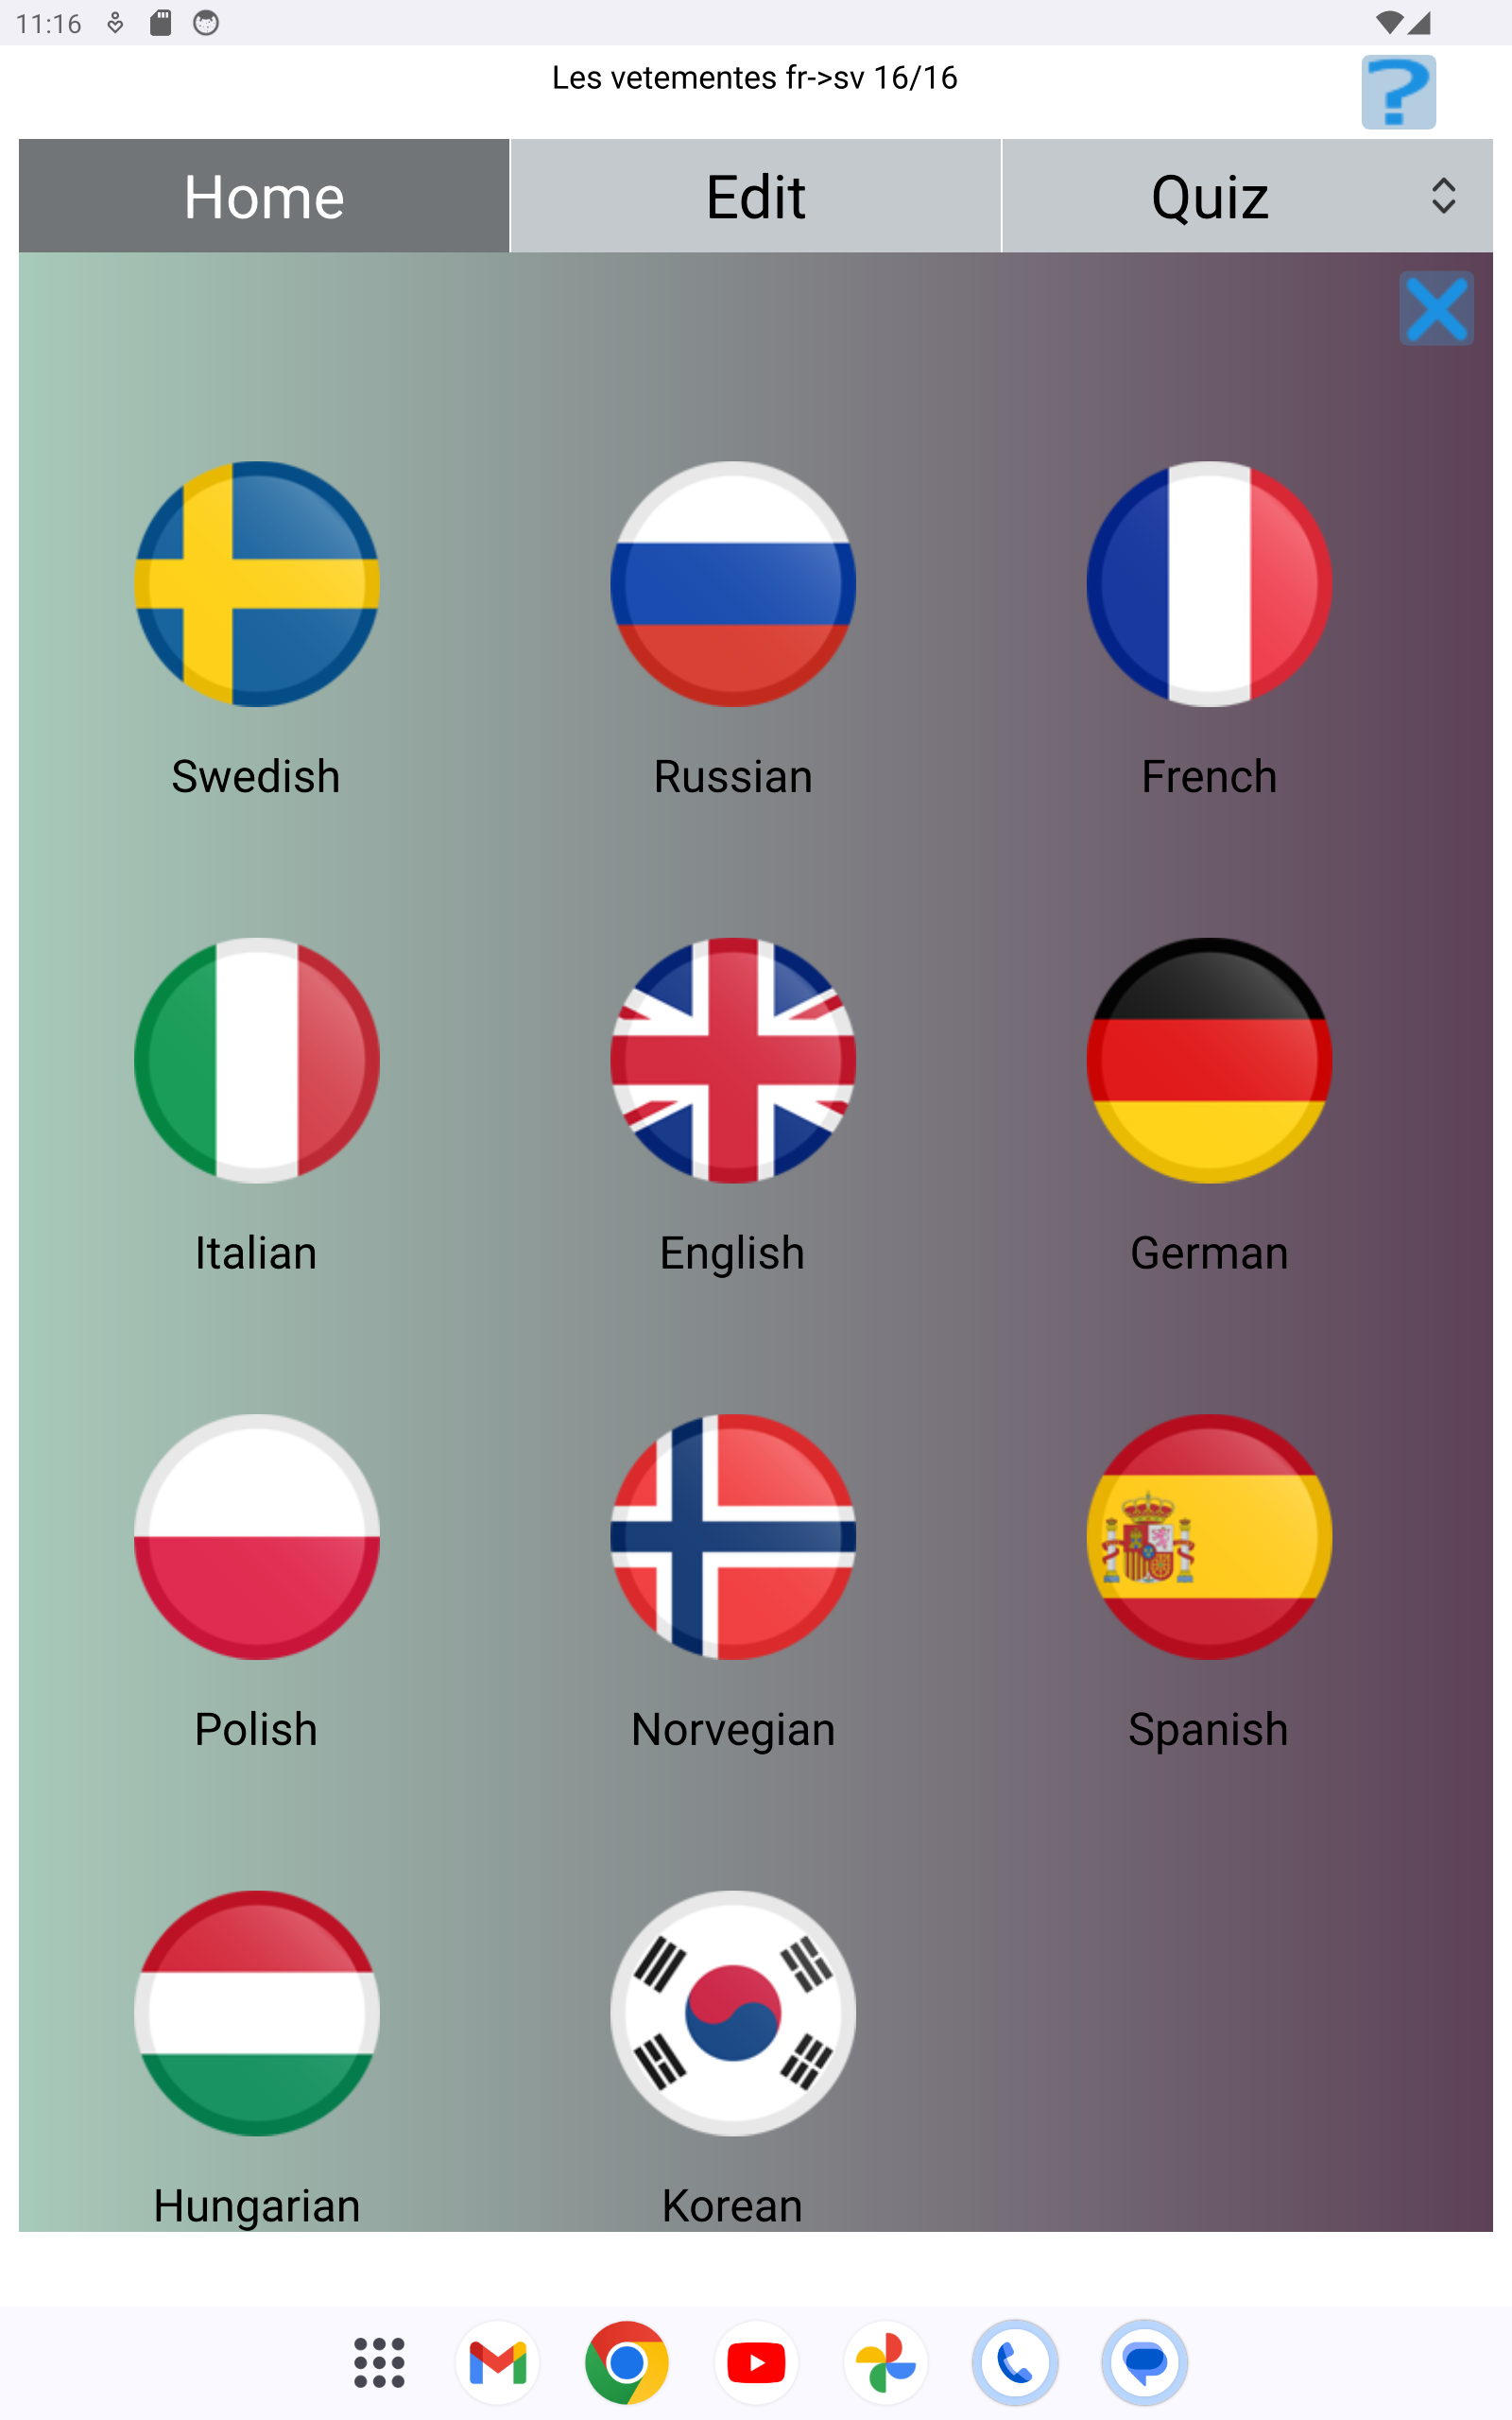 11:16
Les vetementes fr->sv 16/16
?
Home Edit Quiz
Swedish Russian French
Italian English German
Polish Norvegian Spanish
Hungarian Korean